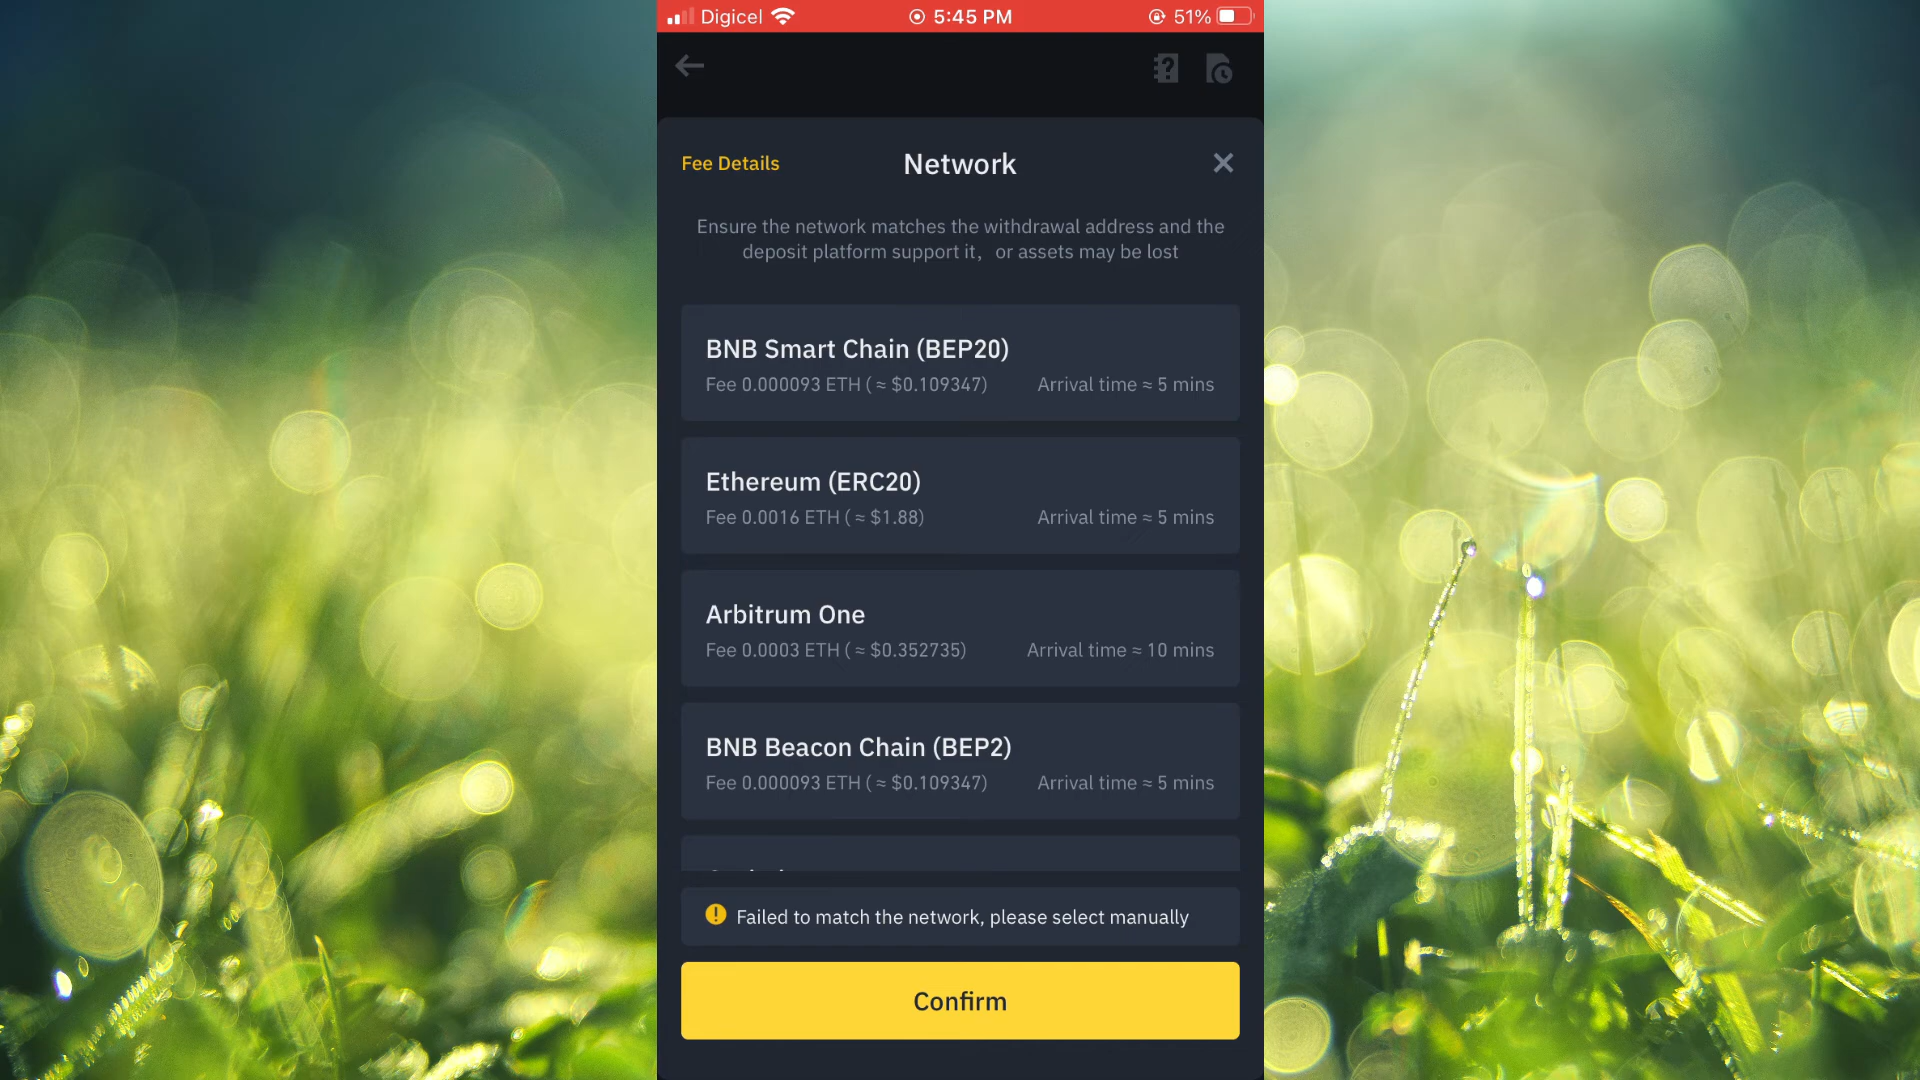 Digicel 5:45 PM 51%
Fee Details Network
Ensure the network matches the withdrawal address and the
deposit platform support it, or assets may be lost
BNB Smart Chain (BEP20)
Fee 0.000093 ETH ( ≈ $0.109347) Arrival time ≈ 5 mins
Ethereum (ERC20)
Fee 0.0016 ETH ( ≈ $1.88) Arrival time ≈ 5 mins
Arbitrum One
Fee 0.0003 ETH ( ≈ $0.352735) Arrival time ≈ 10 mins
BNB Beacon Chain (BEP2)
Fee 0.000093 ETH ( ≈ $0.109347) Arrival time ≈ 5 mins
Failed to match the network, please select manually
Confirm